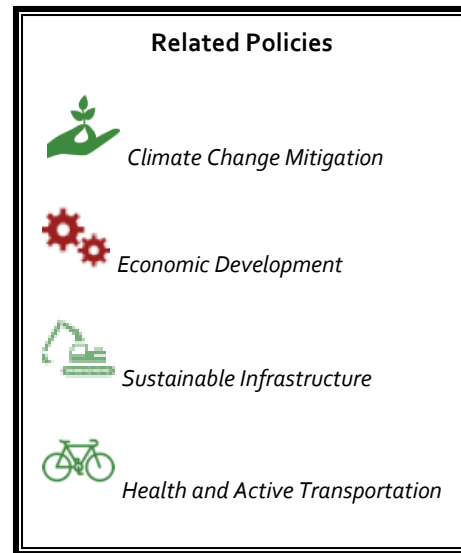 Related Policies
Climate Change Mitigation
Economic Development
Sustainable Infrastructure
Health and Active Transportation